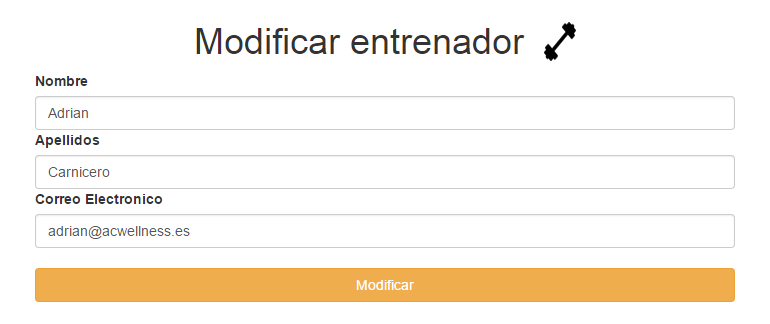 Modificar entrenador
Nombre
Adrian
Apellidos
Carnicero
Correo Electronico
adrian@acwellness.es
Modificar